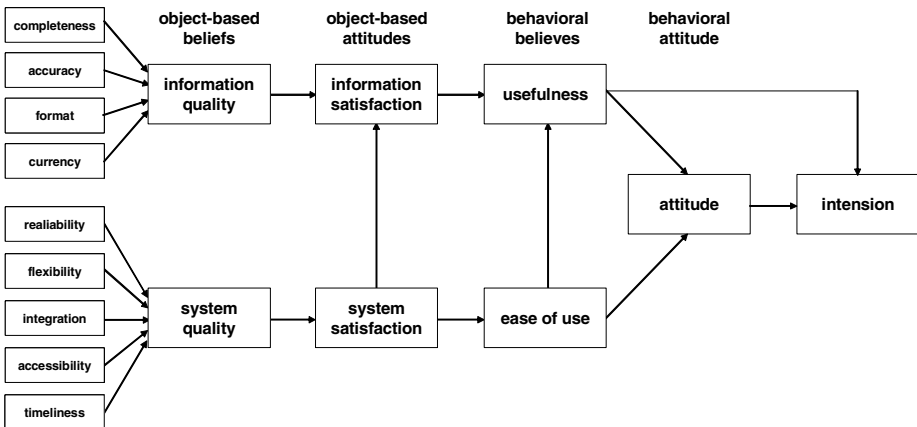 completeness
accuracy
format
currency
realiability
flexibility
integration
accessibility
timeliness
object-based
beliefs
information
quality
system
quality
object-based
attitudes
information
satisfaction
system
satisfaction
behavioral
believes
usefulness
ease of use
behavioral
attitude
attitude
intension